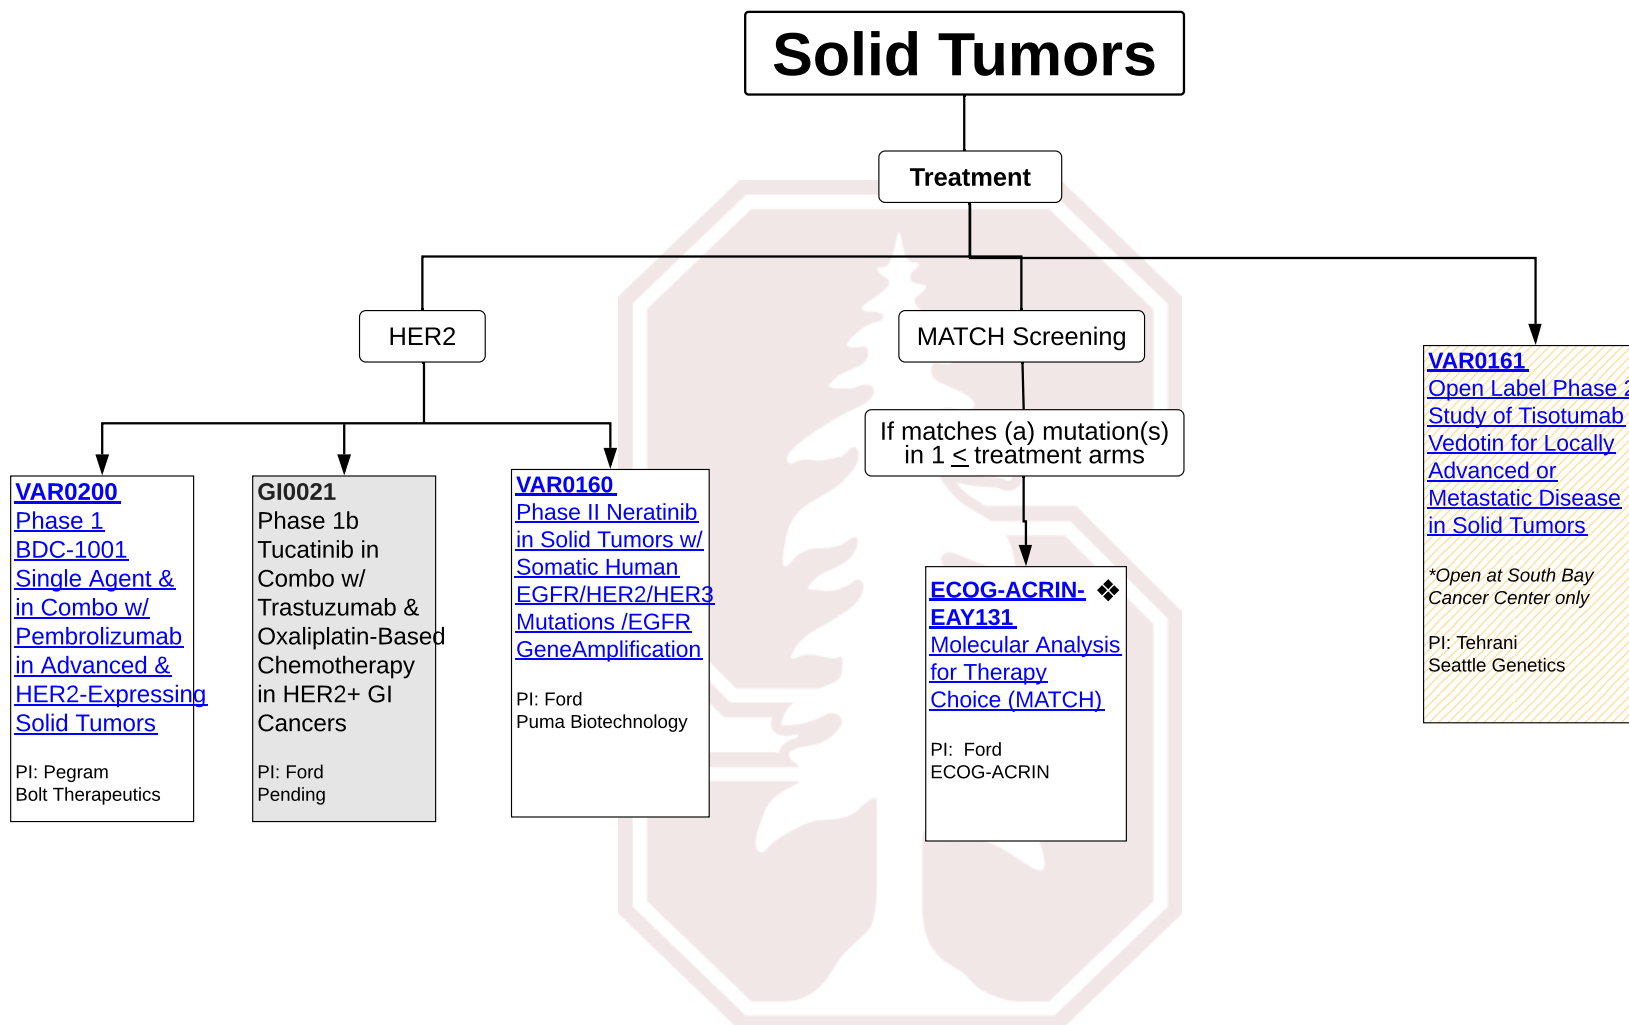 Solid Tumors
Treatment
HER2
MATCH Screening
If matches (a) mutation(s)
in 1 < treatment arms
VAR0200
Phase 1
BDC-1001
Single Agent &
in Combo w/
Pembrolizumab
in Advanced &
HER2-Expressing
Solid Tumors
PI: Pegram
Bolt Therapeutics
GI0021
Phase 1b
Tucatinib in
Combo w/
Trastuzumab &
Oxaliplatin-Based
Chemotherapy
in HER2+ GI
Cancers
PI: Ford
Pending
VAR0160
Phase II Neratinib
in Solid Tumors w/
Somatic Human
EGFR/HER2/HER3
Mutations /EGFR
GeneAmplification
PI: Ford
Puma Biotechnology
ECOG-ACRIN- ❖
EAY131
Molecular Analysis
for Therapy
Choice (MATCH)
PI:  Ford
ECOG-ACRIN
VAR0161
Open Label Phase 2
Study of Tisotumab
Vedotin for Locally
Advanced or
Metastatic Disease
in Solid Tumors
*Open at South Bay
Cancer Center only
PI: Tehrani
Seattle Genetics